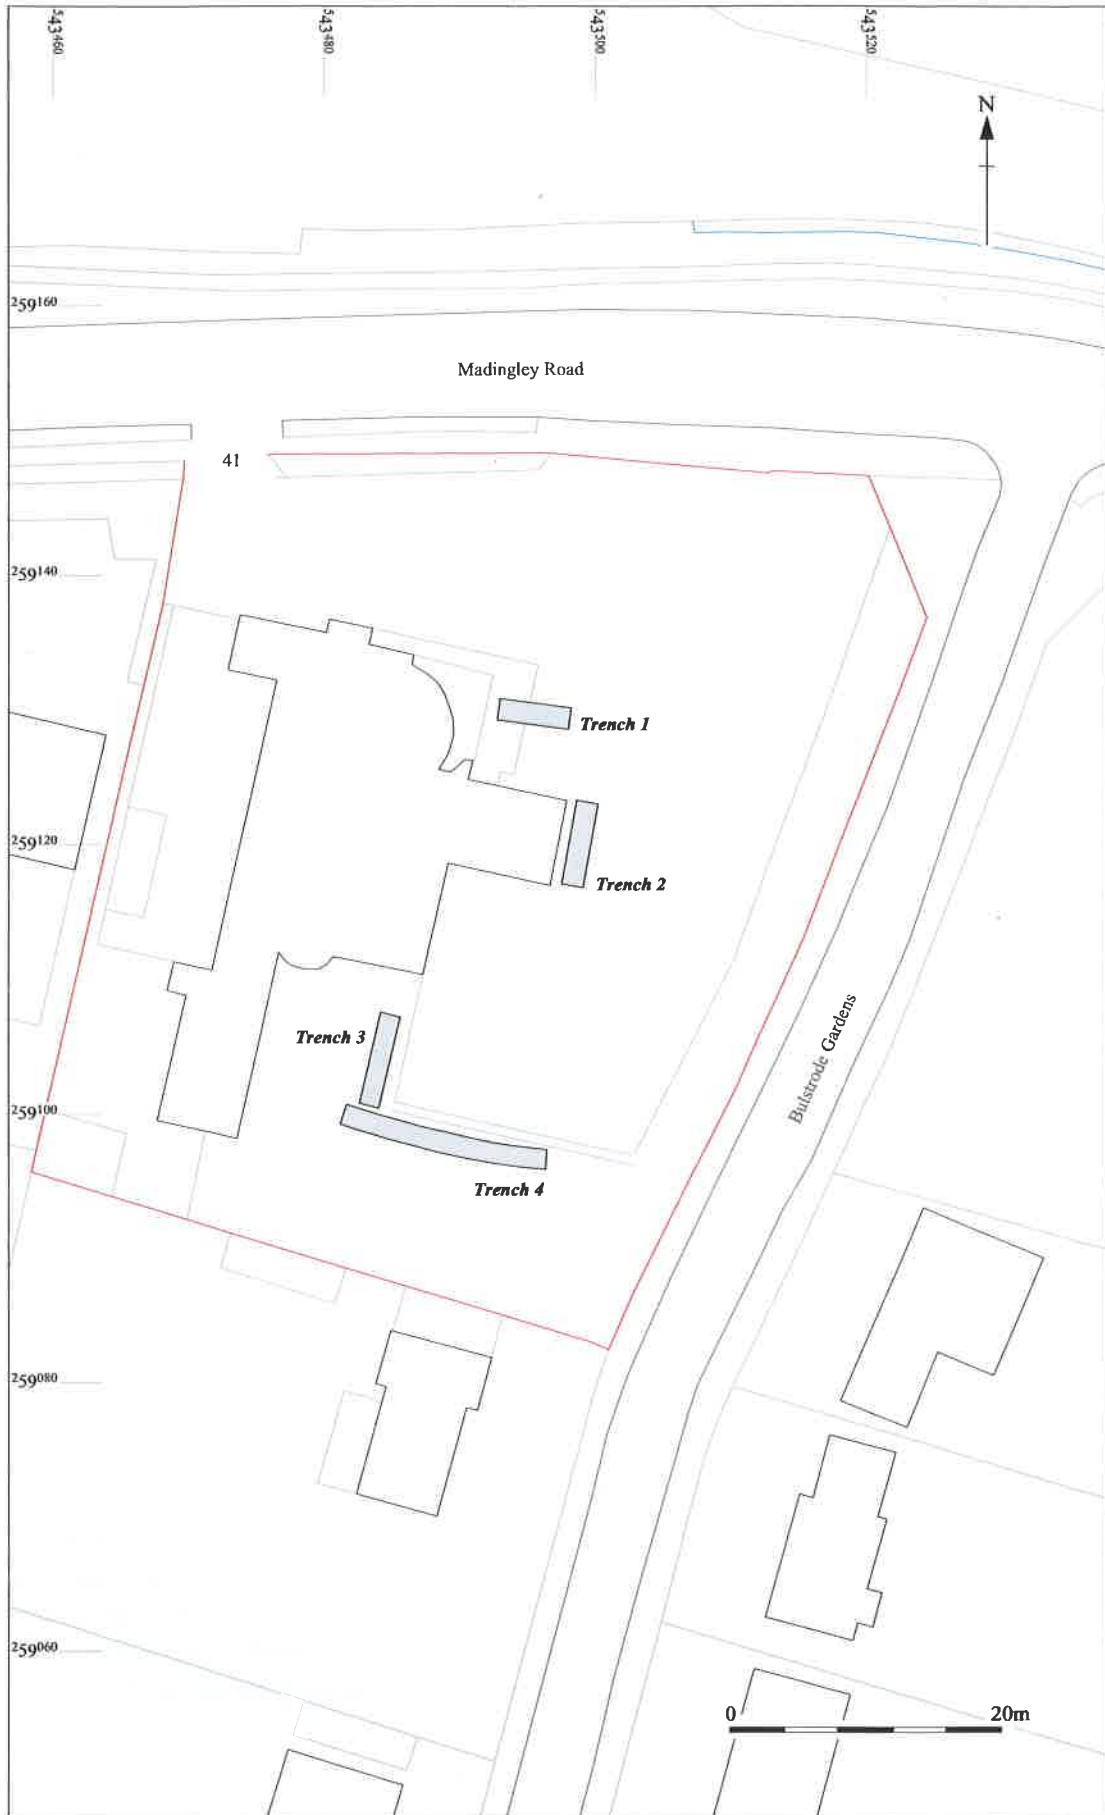 543460
543480
543500
543520
N
259160
Madingley Road
41
259140
Trench 1
259120
Trench 2
Bulstrode Gardens
Trench 3
259100
Trench 4
259080
259060
0
20m